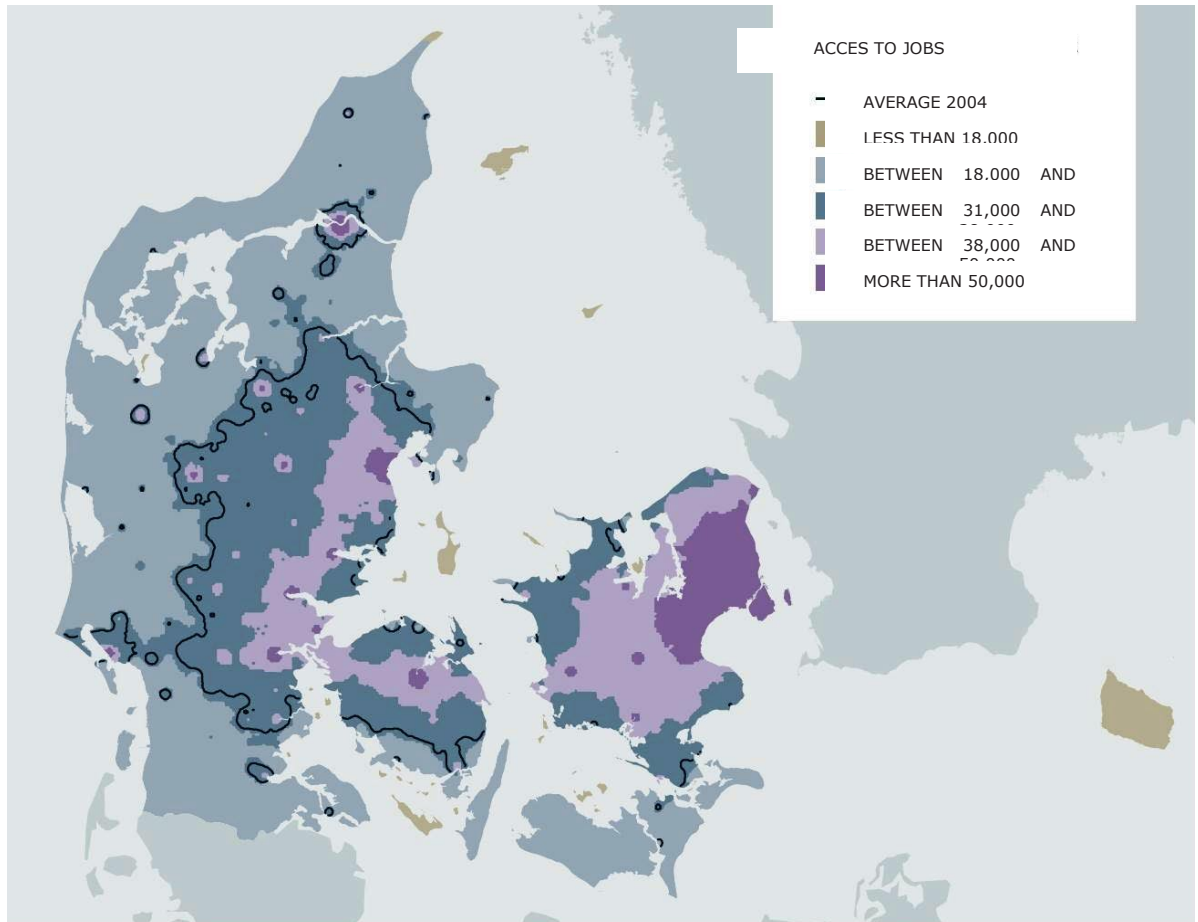 ACCES TO JOBS
AVERAGE 2004
LESS THAN 18.000
BETWEEN 18.000 AND
BETWEEN 31,000 AND
BETWEEN 38,000 AND
MORE THAN 50,000